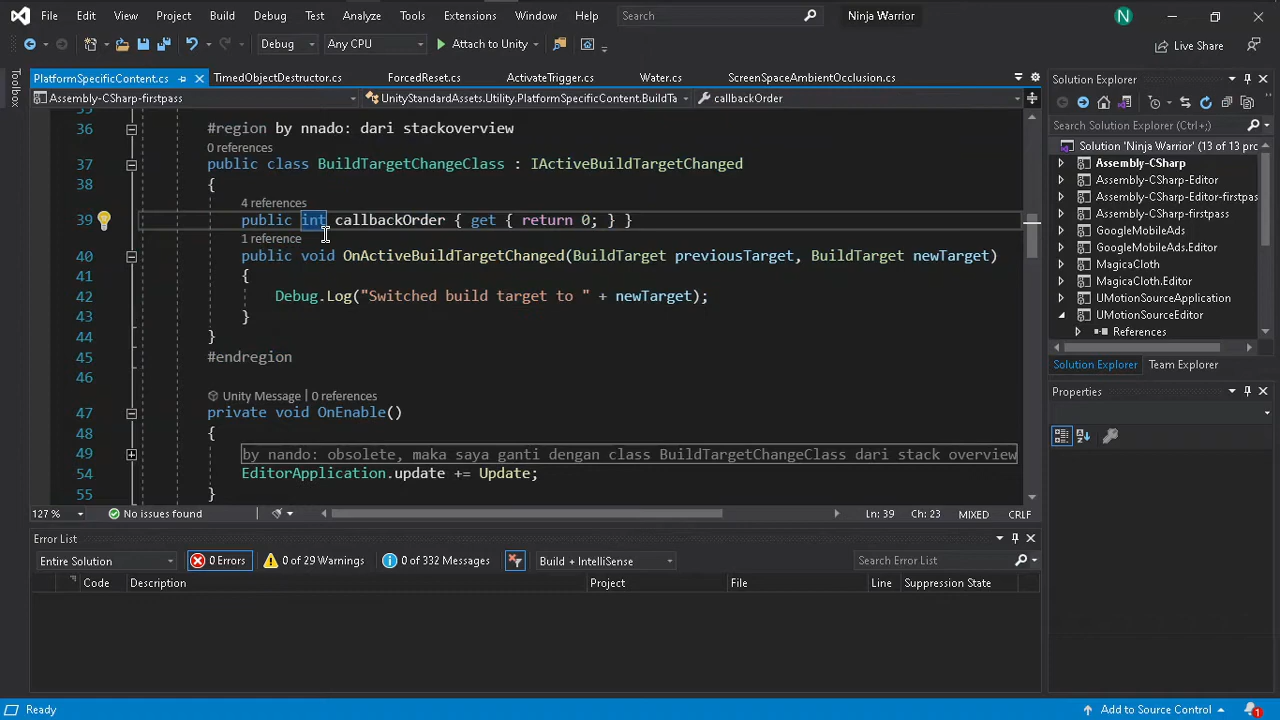 File Edit View Project Build Debug Test Analyze Tools Extensions Window Help Search Ninja Warrior N
Debug Any CPU Attach to Unity Live Share
Toolbox
PlatformSpecificContent.cs TimedObjectDestructor.cs ForcedReset.cs ActivateTrigger.cs Water.cs ScreenSpaceAmbientOcclusion.cs
Assembly-CSharp-firstpass UnityStandardAssets.Utility.PlatformSpecificContent.BuildTa callbackOrder
35
36 #region by nnado: dari stackoverview
0 references
37 public class BuildTargetChangeClass : IActiveBuildTargetChanged
38 {
4 references
39 public int callbackOrder { get { return 0; } }
1 reference
40 public void OnActiveBuildTargetChanged(BuildTarget previousTarget, BuildTarget newTarget)
41 {
42 Debug.Log("Switched build target to " + newTarget);
43 }
44 }
45 #endregion
46
Unity Message | 0 references
47 private void OnEnable()
48 {
49 by nando: obsolete, maka saya ganti dengan class BuildTargetChangeClass dari stack overview
54 EditorApplication.update += Update;
55 }
127 % No issues found Ln: 39 Ch: 23 MIXED CRLF
Error List
Entire Solution 0 Errors 0 of 29 Warnings 0 of 332 Messages Build + IntelliSense Search Error List
Code Description Project File Line Suppression State
Solution Explorer
Search Solution Explorer (Ctrl+;)
Solution 'Ninja Warrior' (13 of 13 pro
Assembly-CSharp
Assembly-CSharp-Editor
Assembly-CSharp-Editor-firstpass
Assembly-CSharp-firstpass
GoogleMobileAds
GoogleMobileAds.Editor
MagicaCloth
MagicaCloth.Editor
UMotionSourceApplication
UMotionSourceEditor
References
Solution Explorer Team Explorer
Properties
Ready Add to Source Control 1